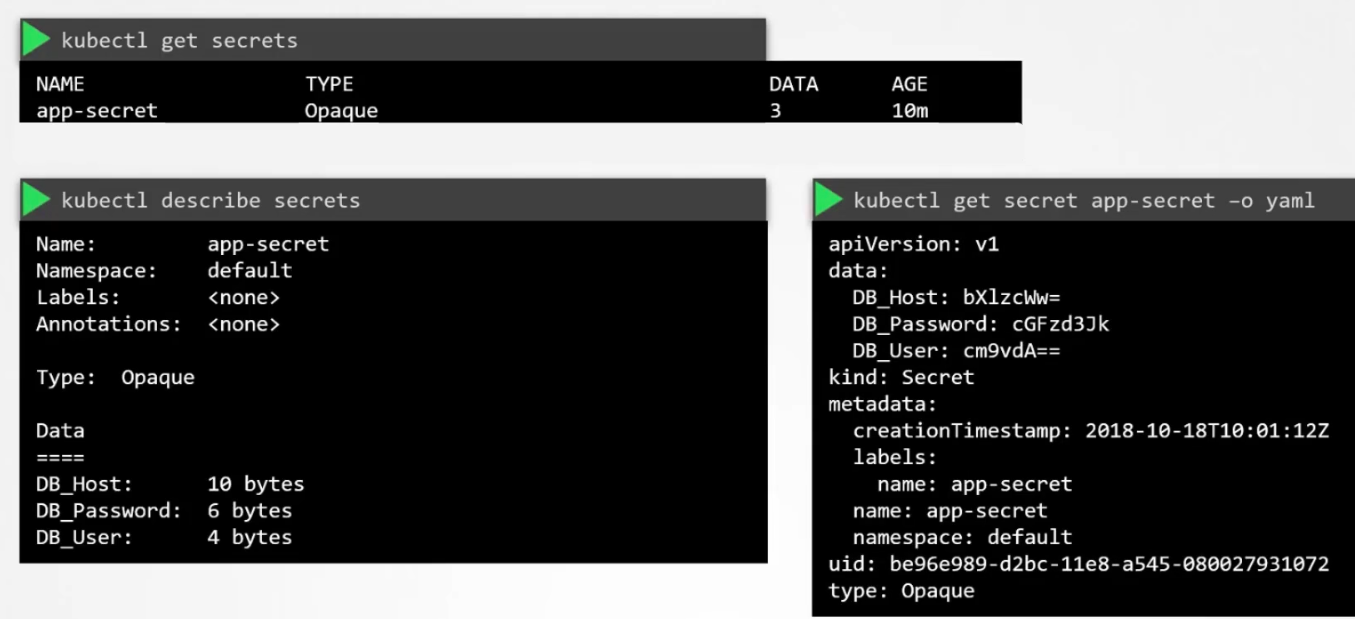 kubectl get secrets
NAME TYPE DATA AGE
app-secret Opaque 3 10m
kubectl describe secrets
Name: app-secret
Namespace: default
Labels: <none>
Annotations: <none>
Type: Opaque
Data
====
DB_Host: 10 bytes
DB_Password: 6 bytes
DB_User: 4 bytes
kubectl get secret app-secret –o yaml
apiVersion: v1
data:
  DB_Host: bXlzcWw=
  DB_Password: cGFzd3Jk
  DB_User: cm9vdA==
kind: Secret
metadata:
  creationTimestamp: 2018-10-18T10:01:12Z
  labels:
    name: app-secret
  name: app-secret
  namespace: default
uid: be96e989-d2bc-11e8-a545-080027931072
type: Opaque